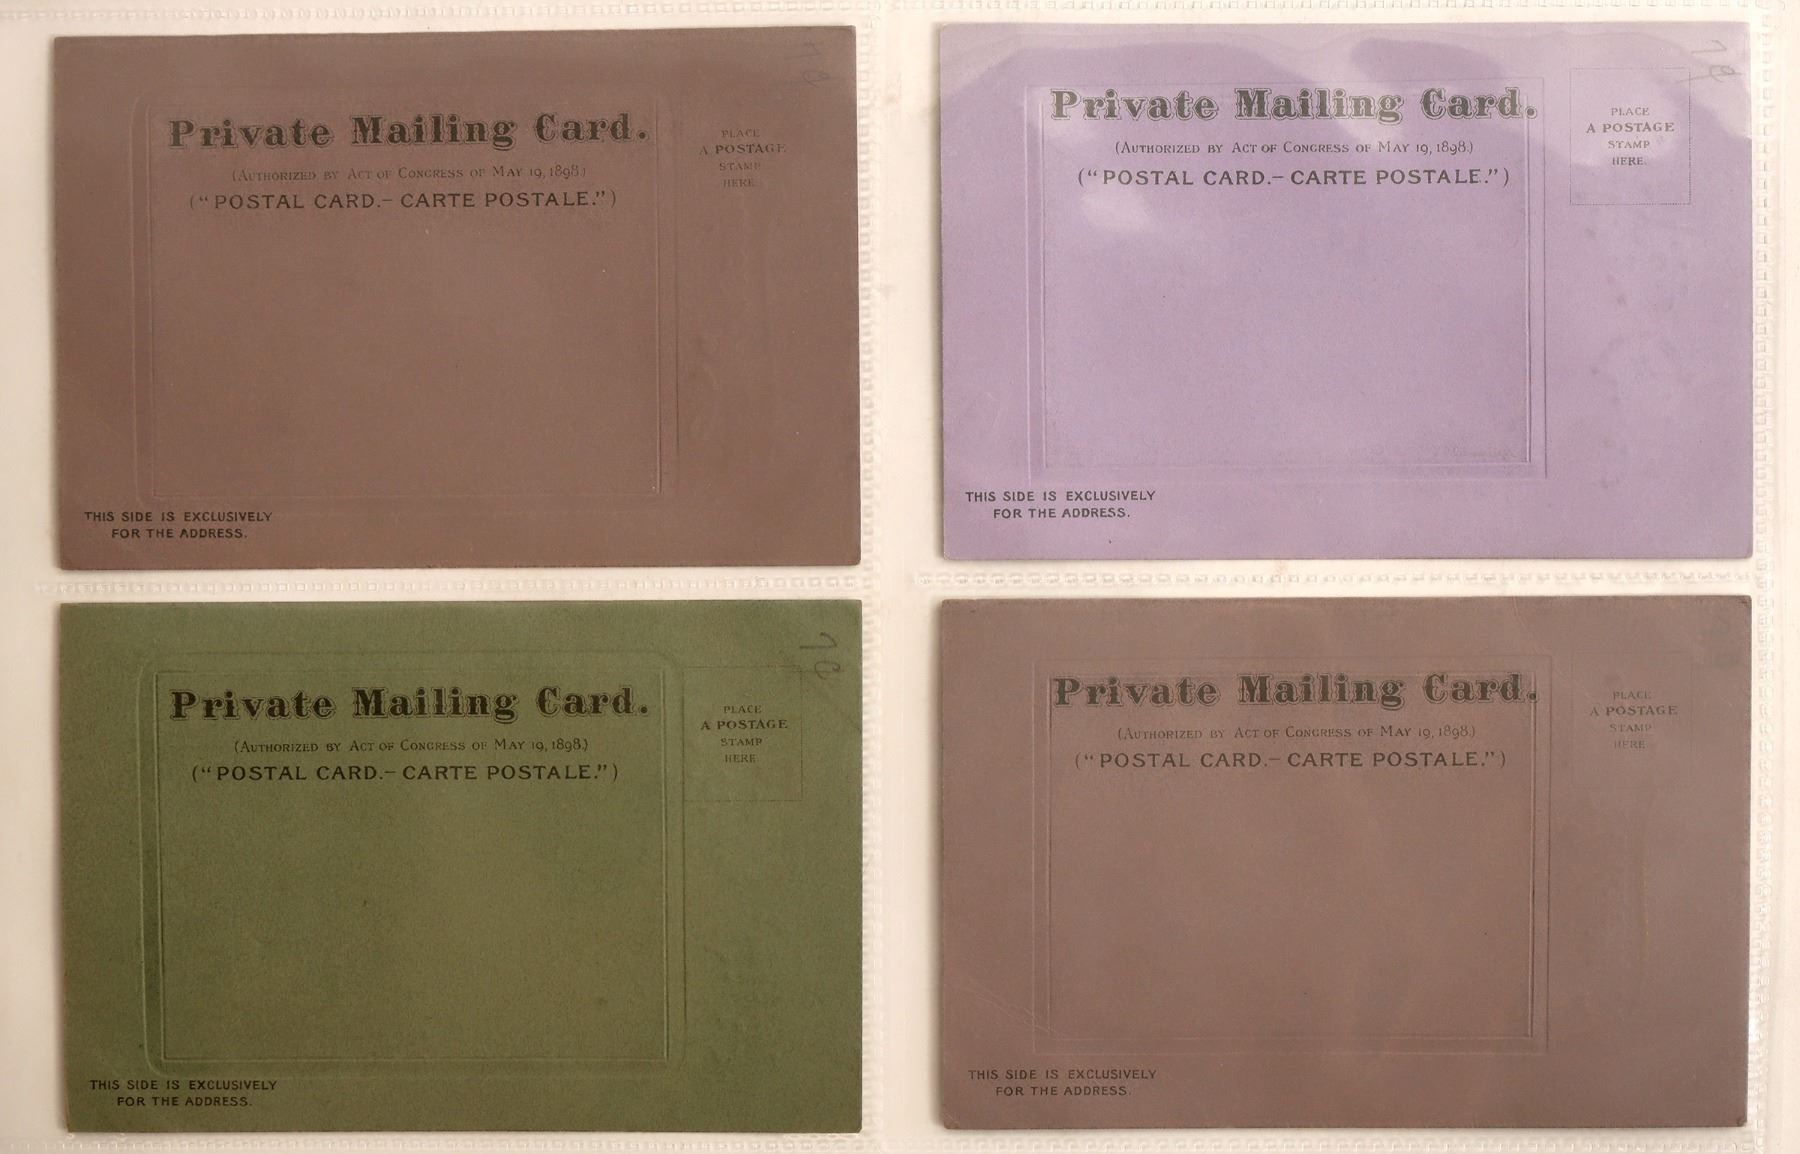 Private Mailing Card.
(Authorized by Act of Congress of May 19, 1898.)
("POSTAL CARD.– CARTE POSTALE.")
PLACE
A POSTAGE
STAMP
HERE.
THIS SIDE IS EXCLUSIVELY
FOR THE ADDRESS.
Private Mailing Card.
(Authorized by Act of Congress of May 19, 1898.)
("POSTAL CARD.– CARTE POSTALE.")
PLACE
A POSTAGE
STAMP
HERE.
THIS SIDE IS EXCLUSIVELY
FOR THE ADDRESS.
Private Mailing Card.
(Authorized by Act of Congress of May 19, 1898.)
("POSTAL CARD.– CARTE POSTALE.")
PLACE
A POSTAGE
STAMP
HERE
THIS SIDE IS EXCLUSIVELY
FOR THE ADDRESS.
Private Mailing Card.
(Authorized by Act of Congress of May 19, 1898.)
("POSTAL CARD.– CARTE POSTALE.")
PLACE
A POSTAGE
STAMP
HERE
THIS SIDE IS EXCLUSIVELY
FOR THE ADDRESS.